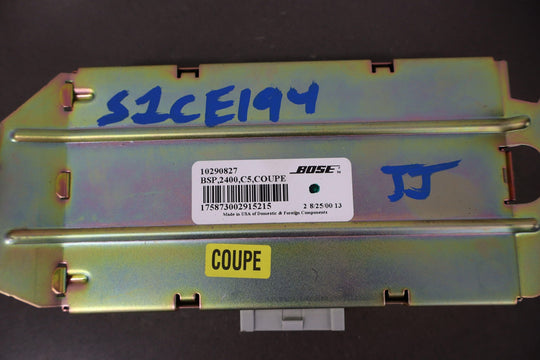 S1CE194
10290827
BSP,2400,C5,COUPE
BOSE
TM
175873002915215
2 8/25/00 13
Made in USA of Domestic & Foreign Components
JJ
COUPE